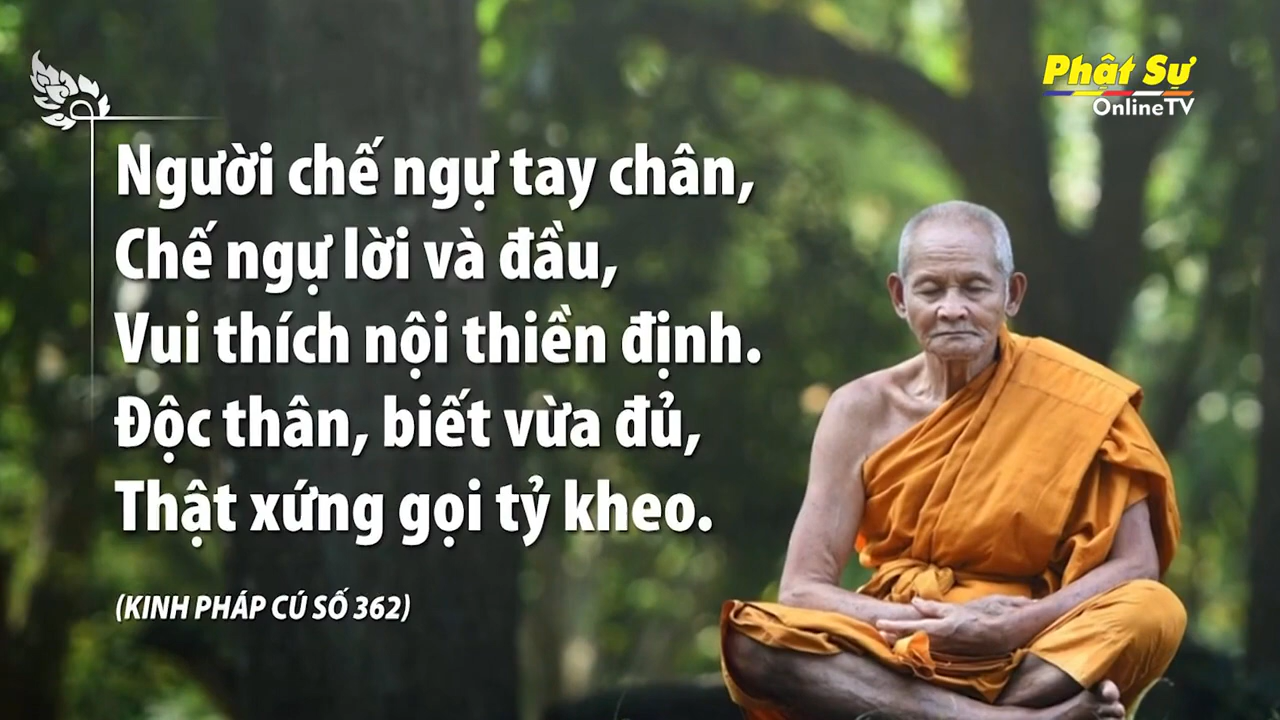 Phật Sự
OnlineTV
Người chế ngự tay chân,
Chế ngự lời và đầu,
Vui thích nội thiền định.
Độc thân, biết vừa đủ,
Thật xứng gọi tỷ kheo.
(KINH PHÁP CÚ SỐ 362)